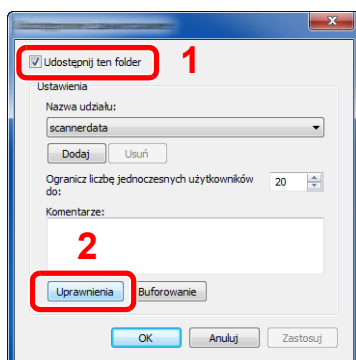 Udostępnij ten folder
1
Ustawienia
Nazwa udziału:
scannerdata
Dodaj Usuń
Ogranicz liczbę jednoczesnych użytkowników 20
do:
Komentarze:
2
Uprawnienia Buforowanie
OK Anuluj Zastosuj